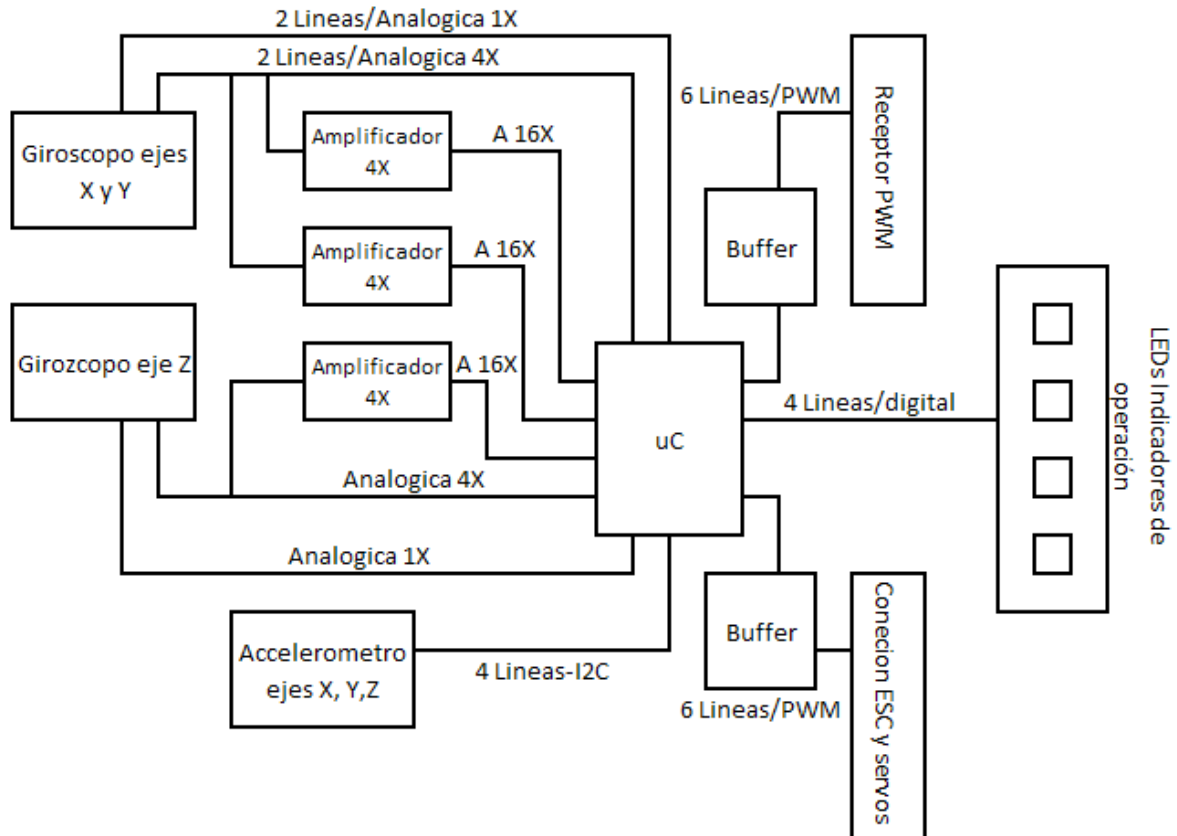 2 Lineas/Analogica 1X
2 Lineas/Analogica 4X
Giroscopo ejes
X y Y
Amplificador
4X
A 16X
6 Lineas/PWM
Receptor PWM
Buffer
Amplificador
4X
A 16X
Girozcopo eje Z
Amplificador
4X
A 16X
uC
4 Lineas/digital
LEDs Indicadores de
operación
Analogica 4X
Analogica 1X
Accelerometro
ejes X, Y,Z
4 Lineas-I2C
Buffer
6 Lineas/PWM
Conecion ESC y servos